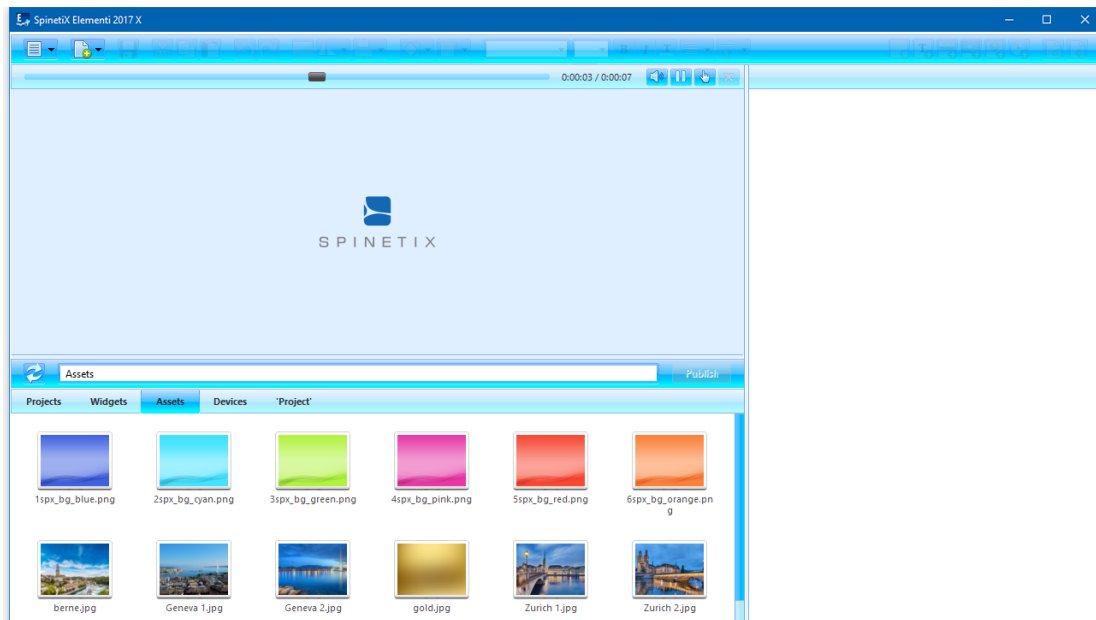 SpinetiX Elementi 2017 X
B I T
0:00:03 / 0:00:07
SPINETIX
Assets
Publish
Projects Widgets Assets Devices 'Project'
1spx_bg_blue.png 2spx_bg_cyan.png 3spx_bg_green.png 4spx_bg_pink.png 5spx_bg_red.png 6spx_bg_orange.pn
g
berne.jpg Geneva 1.jpg Geneva 2.jpg gold.jpg Zurich 1.jpg Zurich 2.jpg